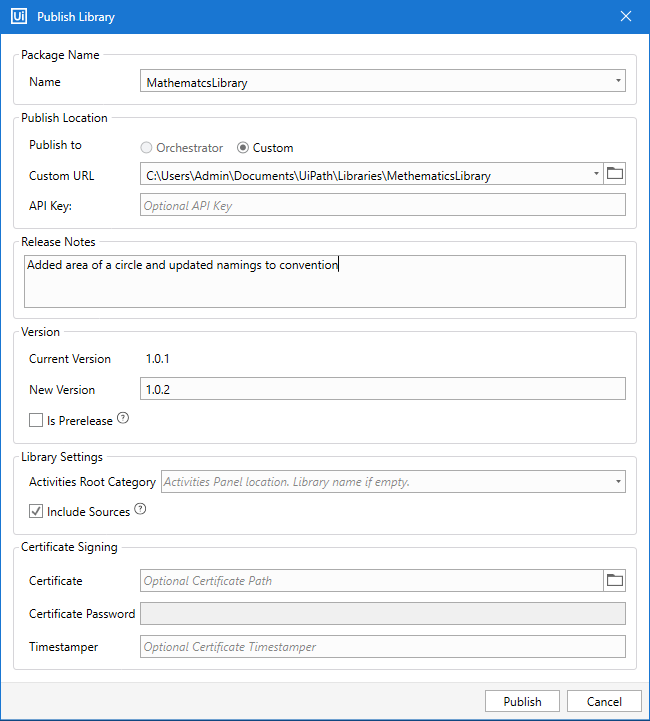 Ui Publish Library
Package Name
Name MathematcsLibrary
Publish Location
Publish to Orchestrator Custom
Custom URL C:\Users\Admin\Documents\UiPath\Libraries\MethematicsLibrary
API Key: Optional API Key
Release Notes
Added area of a circle and updated namings to convention
Version
Current Version 1.0.1
New Version 1.0.2
Is Prerelease ?
Library Settings
Activities Root Category Activities Panel location. Library name if empty.
Include Sources ?
Certificate Signing
Certificate Optional Certificate Path
Certificate Password
Timestamper Optional Certificate Timestamper
Publish Cancel